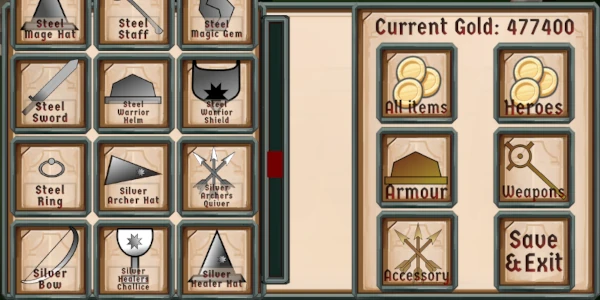 Steel
Mage Hat
Steel
Staff
Steel
Magic Gem
Steel
Sword
Steel
Warrior
Helm
Steel
Warrior
Shield
Steel
Ring
Silver
Archer Hat
Silver
Archers
Quiver
Silver
Bow
Silver
Healers
Challice
Silver
Healer Hat
Current Gold: 477400
All items
Heroes
Armour
Weapons
Accessory
Save
& Exit